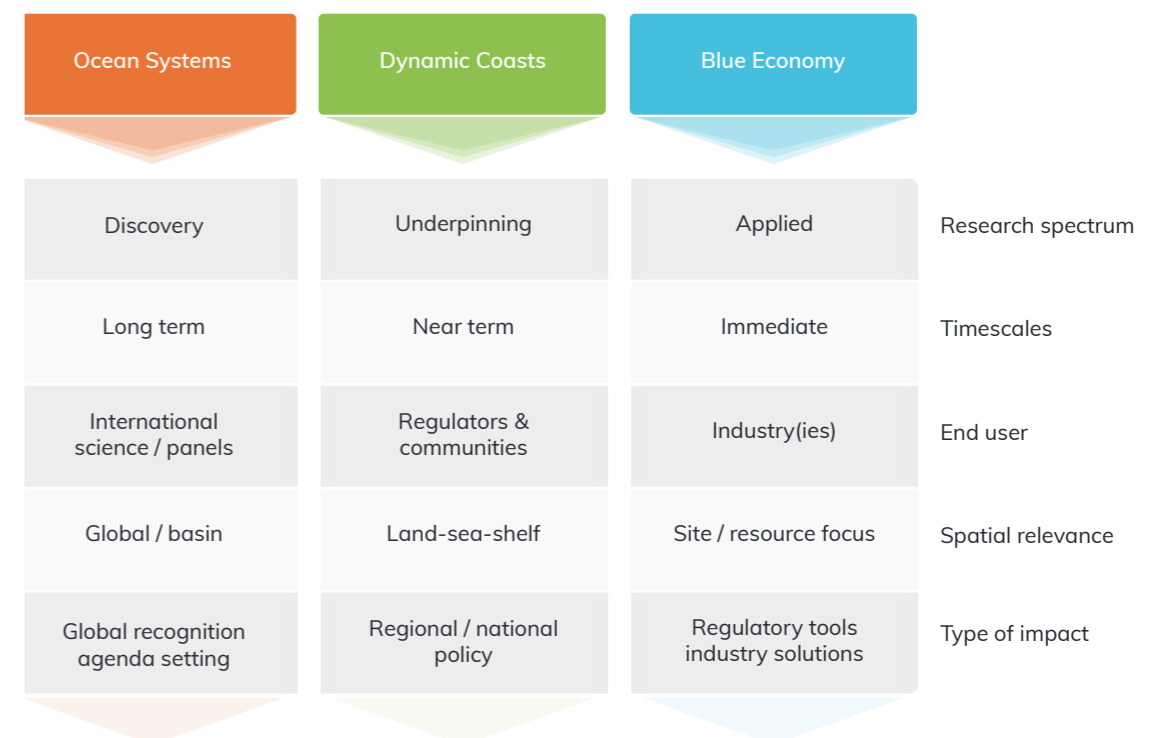 Ocean Systems
Dynamic Coasts
Blue Economy
Discovery
Underpinning
Applied
Research spectrum
Long term
Near term
Immediate
Timescales
International
science / panels
Regulators &
communities
Industry(ies)
End user
Global / basin
Land-sea-shelf
Site / resource focus
Spatial relevance
Global recognition
agenda setting
Regional / national
policy
Regulatory tools
industry solutions
Type of impact